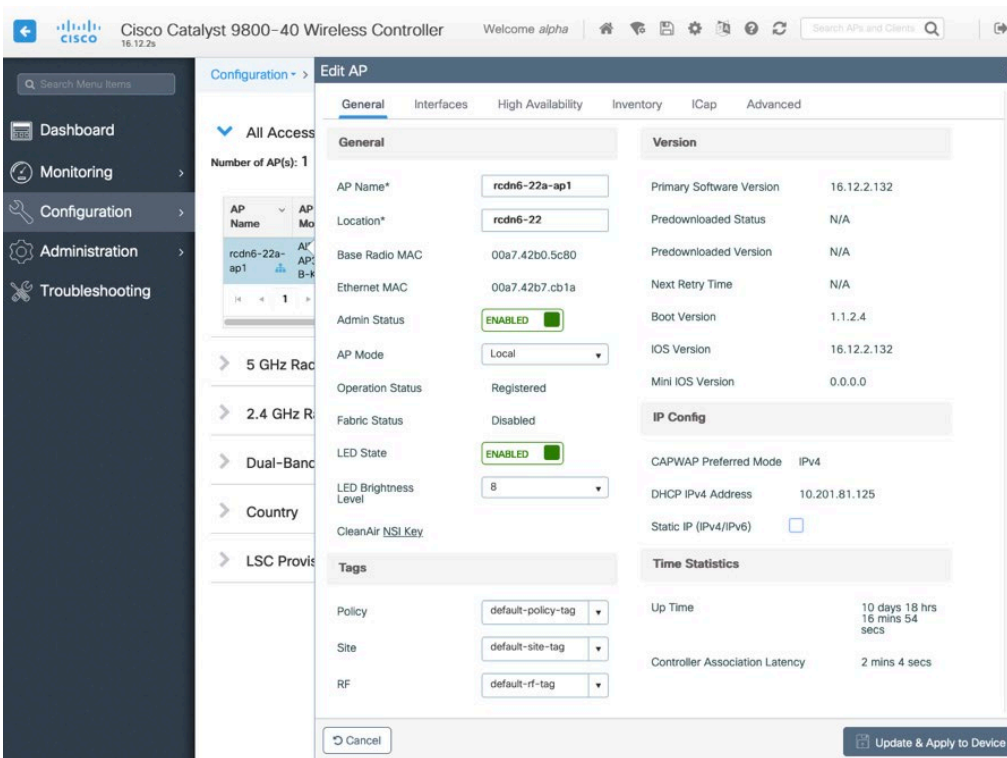 cisco
Cisco Catalyst 9800-40 Wireless Controller
16.12.2s
Welcome alpha
Search APs and Clients
Search Menu Items
Dashboard
Monitoring
Configuration
Administration
Troubleshooting
Configuration >
All Access
Number of AP(s): 1
AP Name
AP Mo
rcdn6-22a-ap1
AP3
B-K
1
5 GHz Rad
2.4 GHz R
Dual-Band
Country
LSC Provis
Edit AP
General Interfaces High Availability Inventory ICap Advanced
General
AP Name* rcdn6-22a-ap1
Location* rcdn6-22
Base Radio MAC 00a7.42b0.5c80
Ethernet MAC 00a7.42b7.cb1a
Admin Status ENABLED
AP Mode Local
Operation Status Registered
Fabric Status Disabled
LED State ENABLED
LED Brightness 8
Level
CleanAir NSI Key
Tags
Policy default-policy-tag
Site default-site-tag
RF default-rf-tag
Version
Primary Software Version 16.12.2.132
Predownloaded Status N/A
Predownloaded Version N/A
Next Retry Time N/A
Boot Version 1.1.2.4
IOS Version 16.12.2.132
Mini IOS Version 0.0.0.0
IP Config
CAPWAP Preferred Mode IPv4
DHCP IPv4 Address 10.201.81.125
Static IP (IPv4/IPv6)
Time Statistics
Up Time 10 days 18 hrs
16 mins 54
secs
Controller Association Latency 2 mins 4 secs
Cancel
Update & Apply to Device